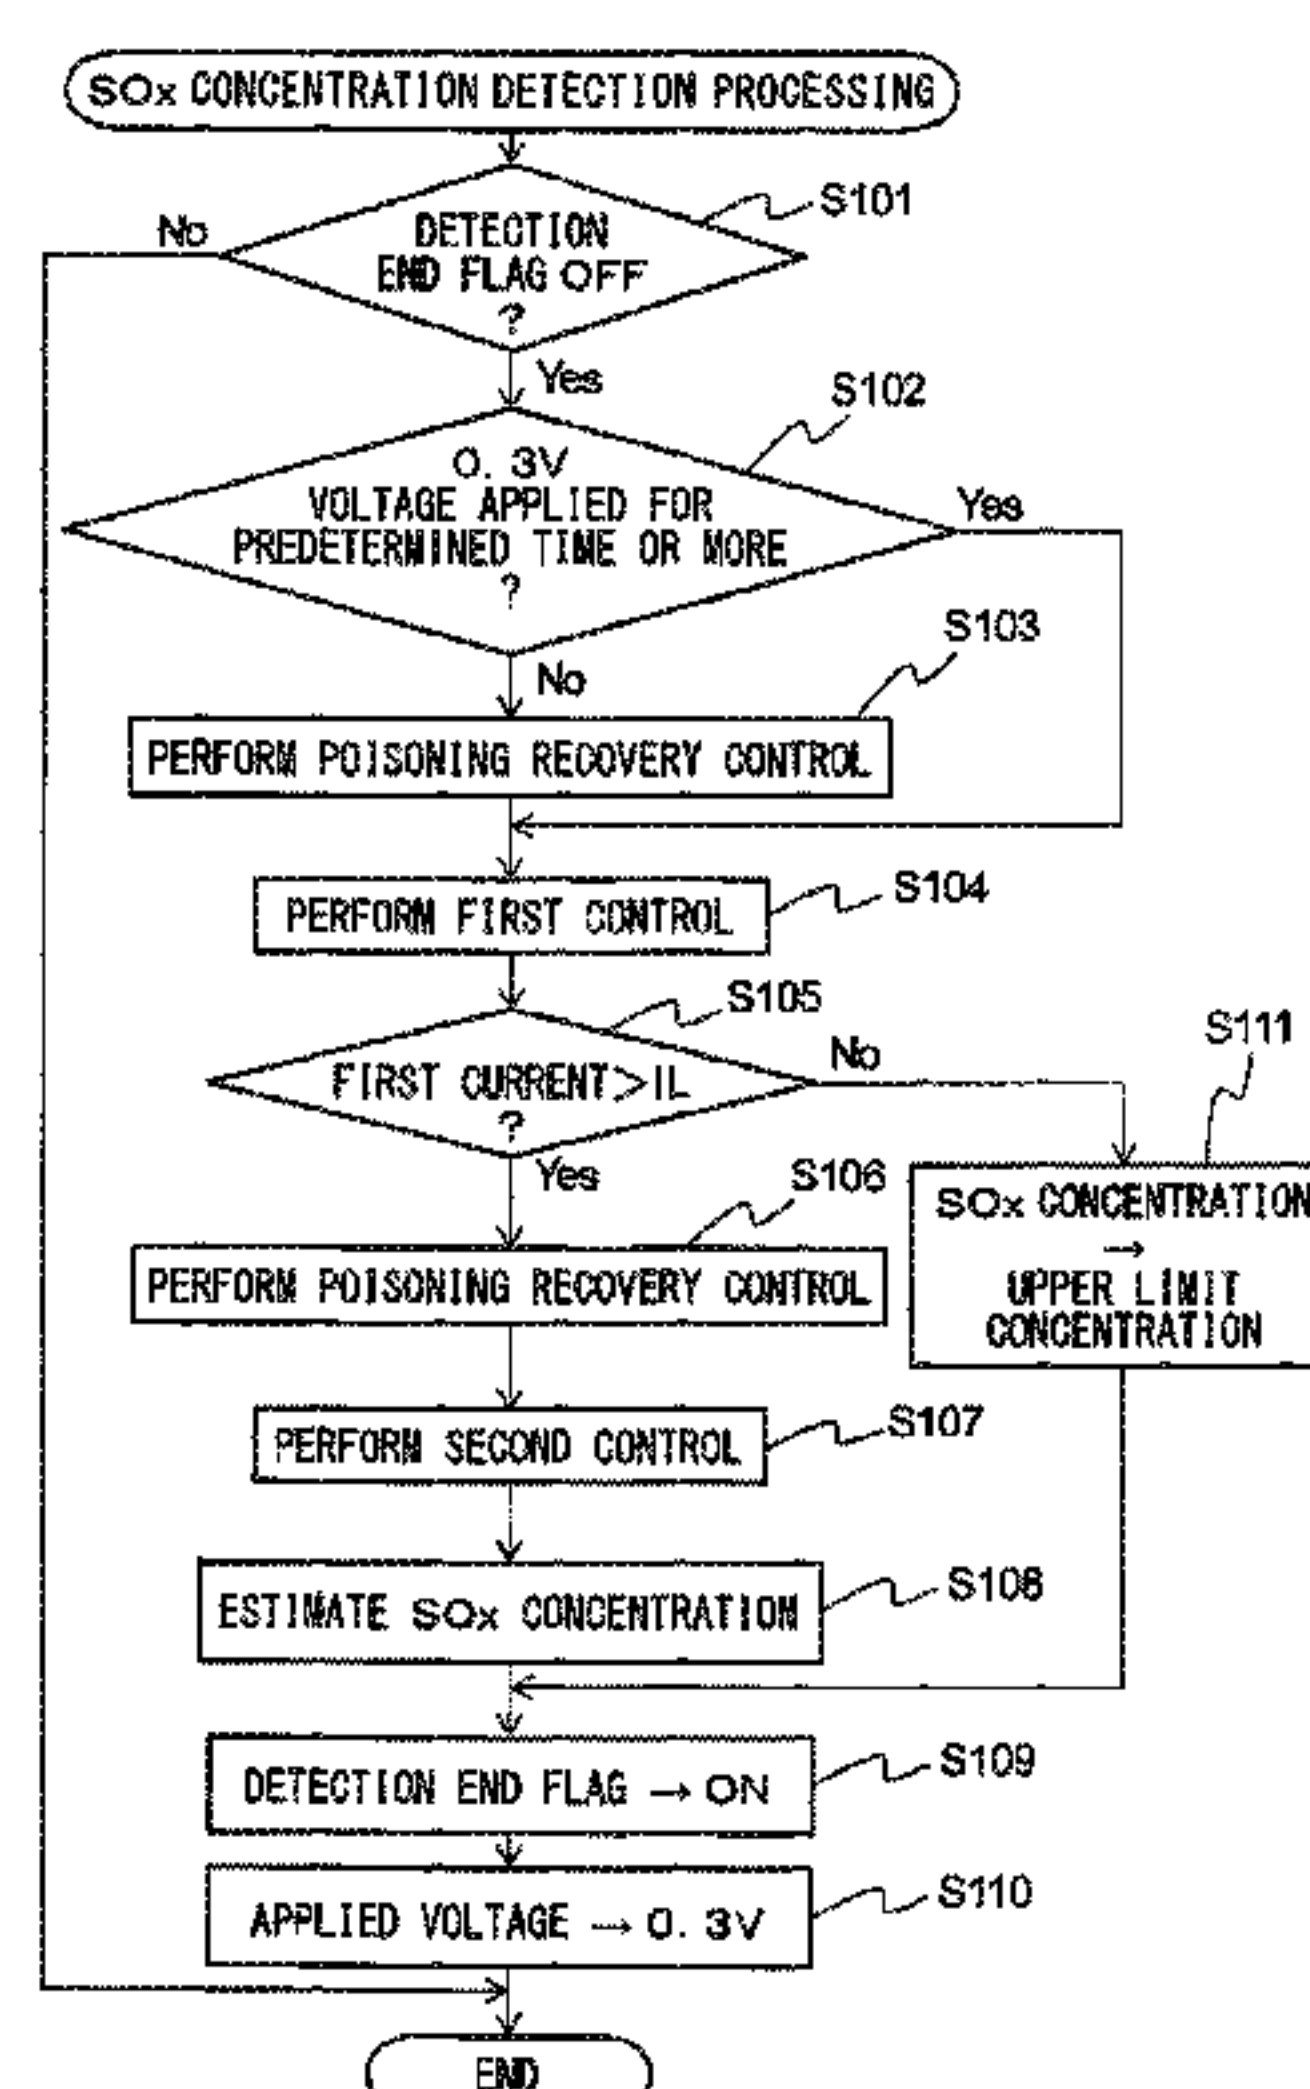 SOx CONCENTRATION DETECTION PROCESSING
S101
No
DETECTION
END FLAG OFF
?
Yes
S102
0. 3V
VOLTAGE APPLIED FOR
PREDETERMINED TIME OR MORE
?
Yes
S103
No
PERFORM POISONING RECOVERY CONTROL
S104
PERFORM FIRST CONTROL
S105
No
S111
FIRST CURRENT>IL
?
Yes
S106
SOx CONCENTRATION
→
UPPER LIMIT
CONCENTRATION
PERFORM POISONING RECOVERY CONTROL
S107
PERFORM SECOND CONTROL
S108
ESTIMATE SOx CONCENTRATION
S109
DETECTION END FLAG → ON
S110
APPLIED VOLTAGE → 0. 3V
END